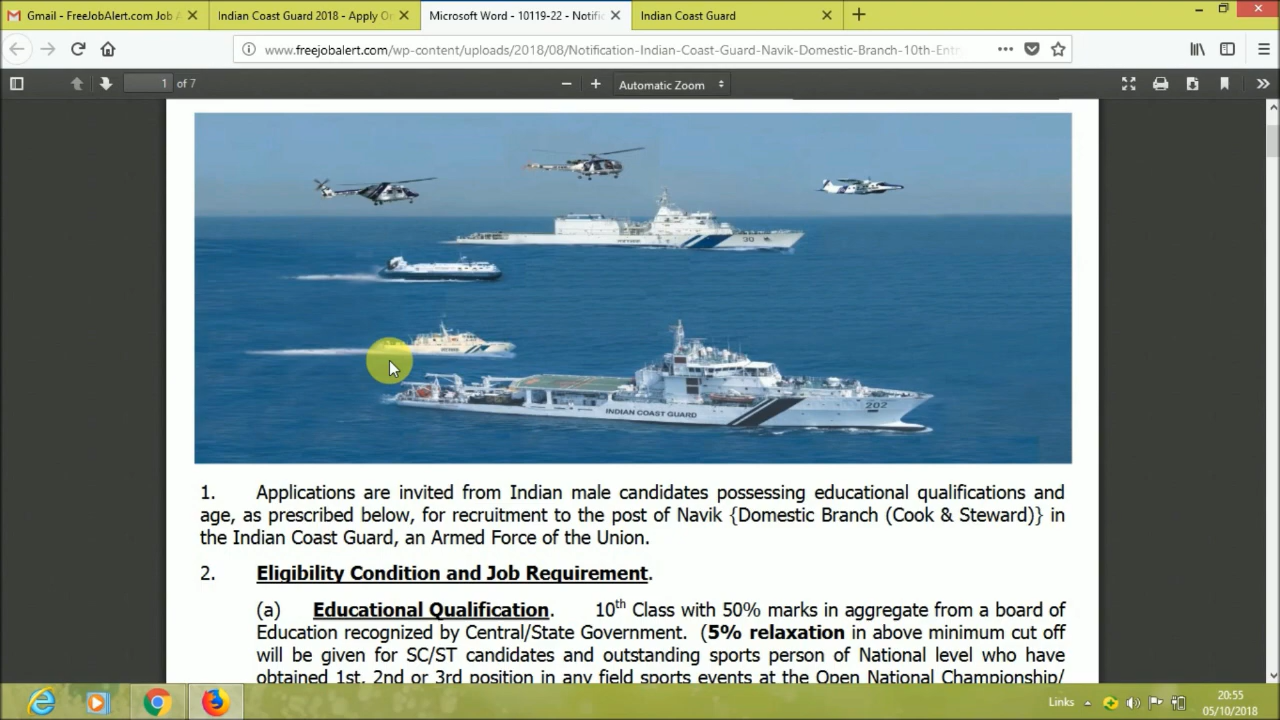 Gmail - FreeJobAlert.com Job A
Indian Coast Guard 2018 - Apply On
Microsoft Word - 10119-22 - Notific
Indian Coast Guard
www.freejobalert.com/wp-content/uploads/2018/08/Notification-Indian-Coast-Guard-Navik-Domestic-Branch-10th-Entr
1 of 7
Automatic Zoom
30
INDIAN COAST GUARD
202
1. Applications are invited from Indian male candidates possessing educational qualifications and
age, as prescribed below, for recruitment to the post of Navik {Domestic Branch (Cook & Steward)} in
the Indian Coast Guard, an Armed Force of the Union.
2. Eligibility Condition and Job Requirement.
(a) Educational Qualification. 10th Class with 50% marks in aggregate from a board of
Education recognized by Central/State Government. (5% relaxation in above minimum cut off
will be given for SC/ST candidates and outstanding sports person of National level who have
obtained 1st, 2nd or 3rd position in any field sports events at the Open National Championship/
Links
20:55
05/10/2018